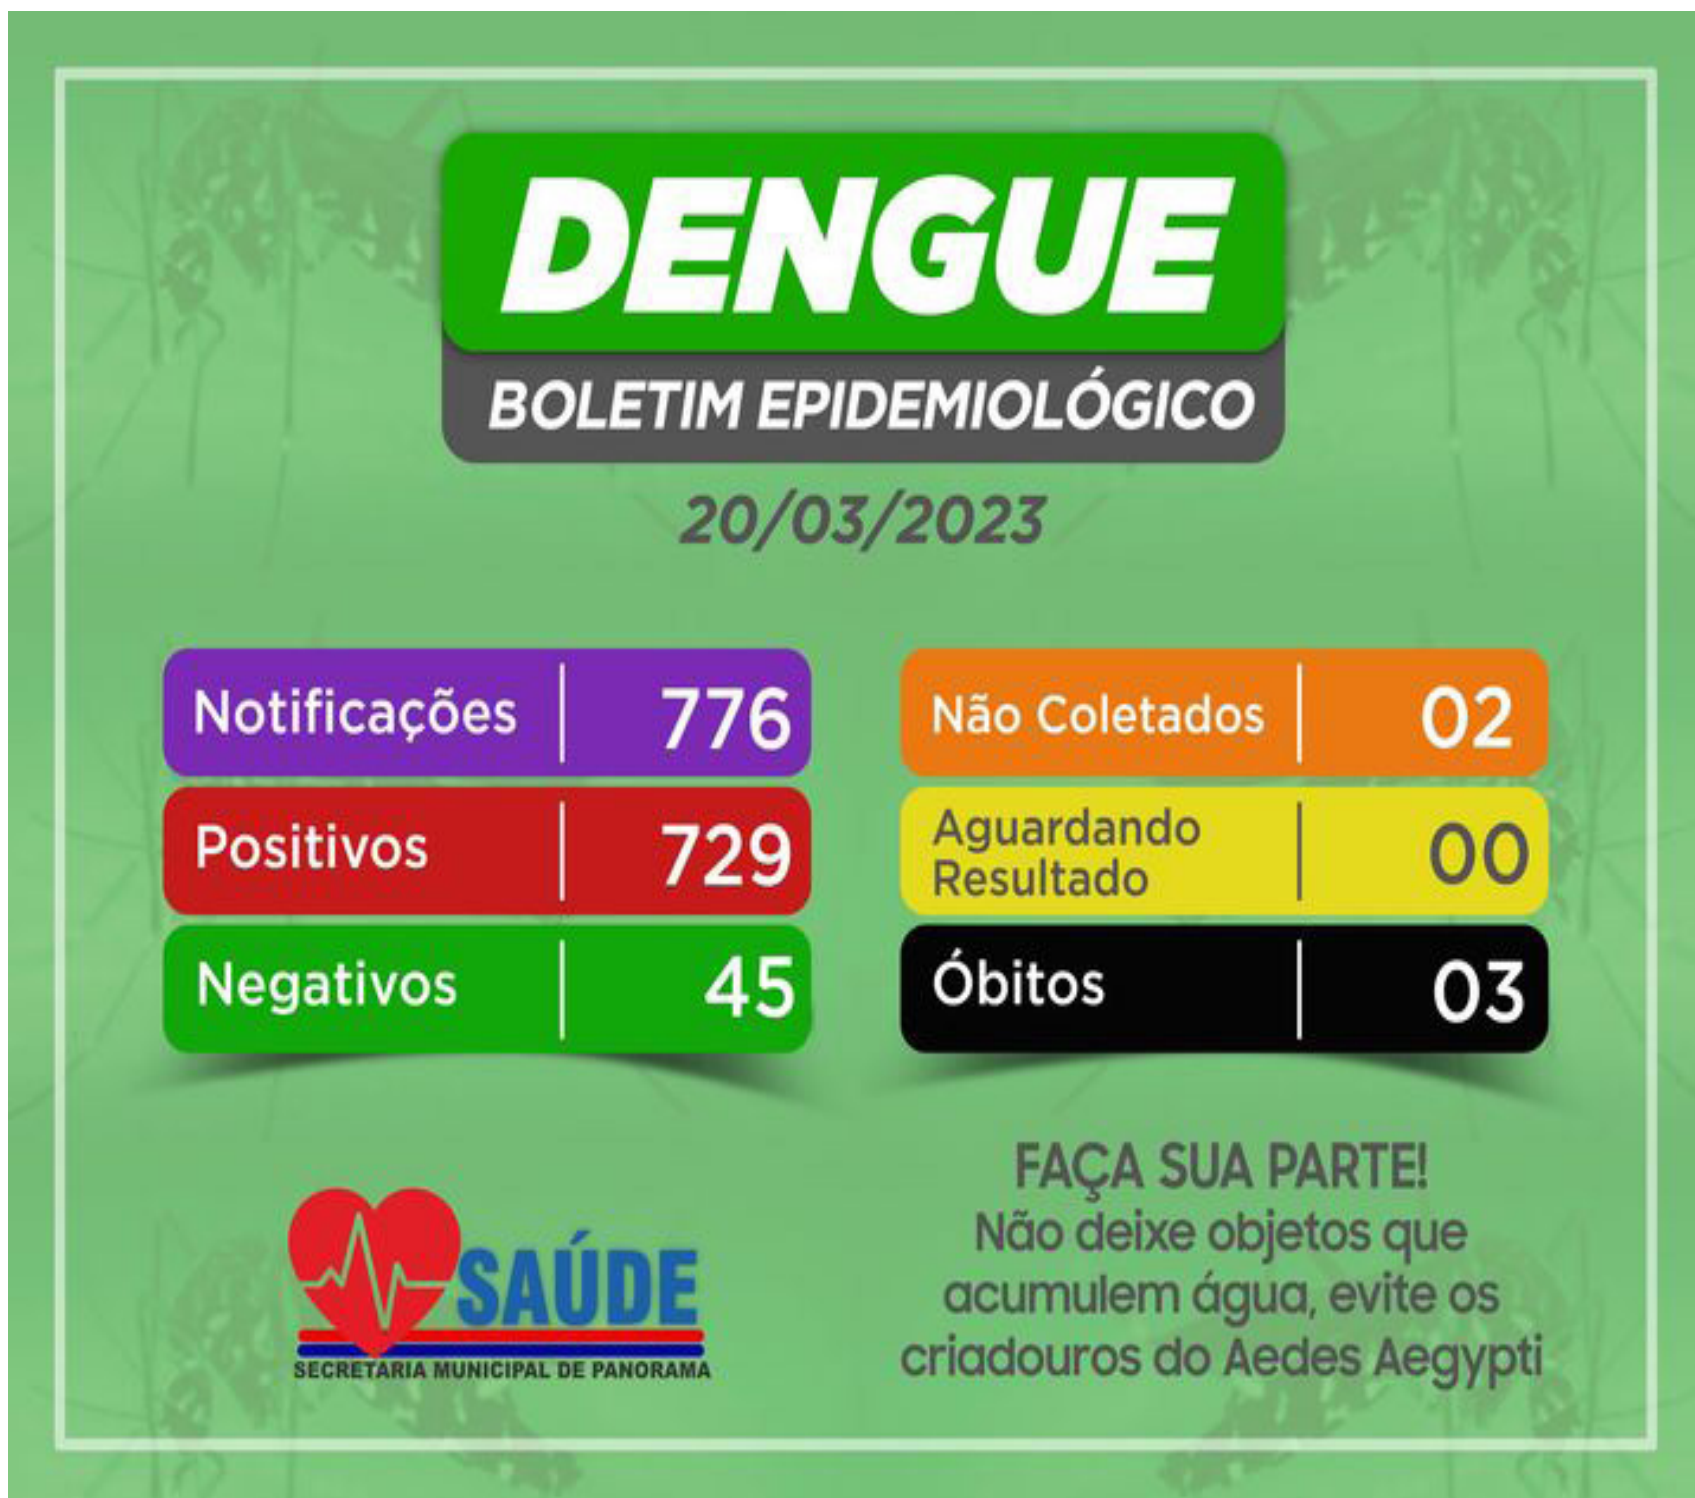 DENGUE
BOLETIM EPIDEMIOLÓGICO
20/03/2023
Notificações 776
Positivos 729
Negativos 45
Não Coletados 02
Aguardando
Resultado 00
Óbitos 03
SAÚDE
SECRETARIA MUNICIPAL DE PANORAMA
FAÇA SUA PARTE!
Não deixe objetos que
acumulem água, evite os
criadouros do Aedes Aegypti